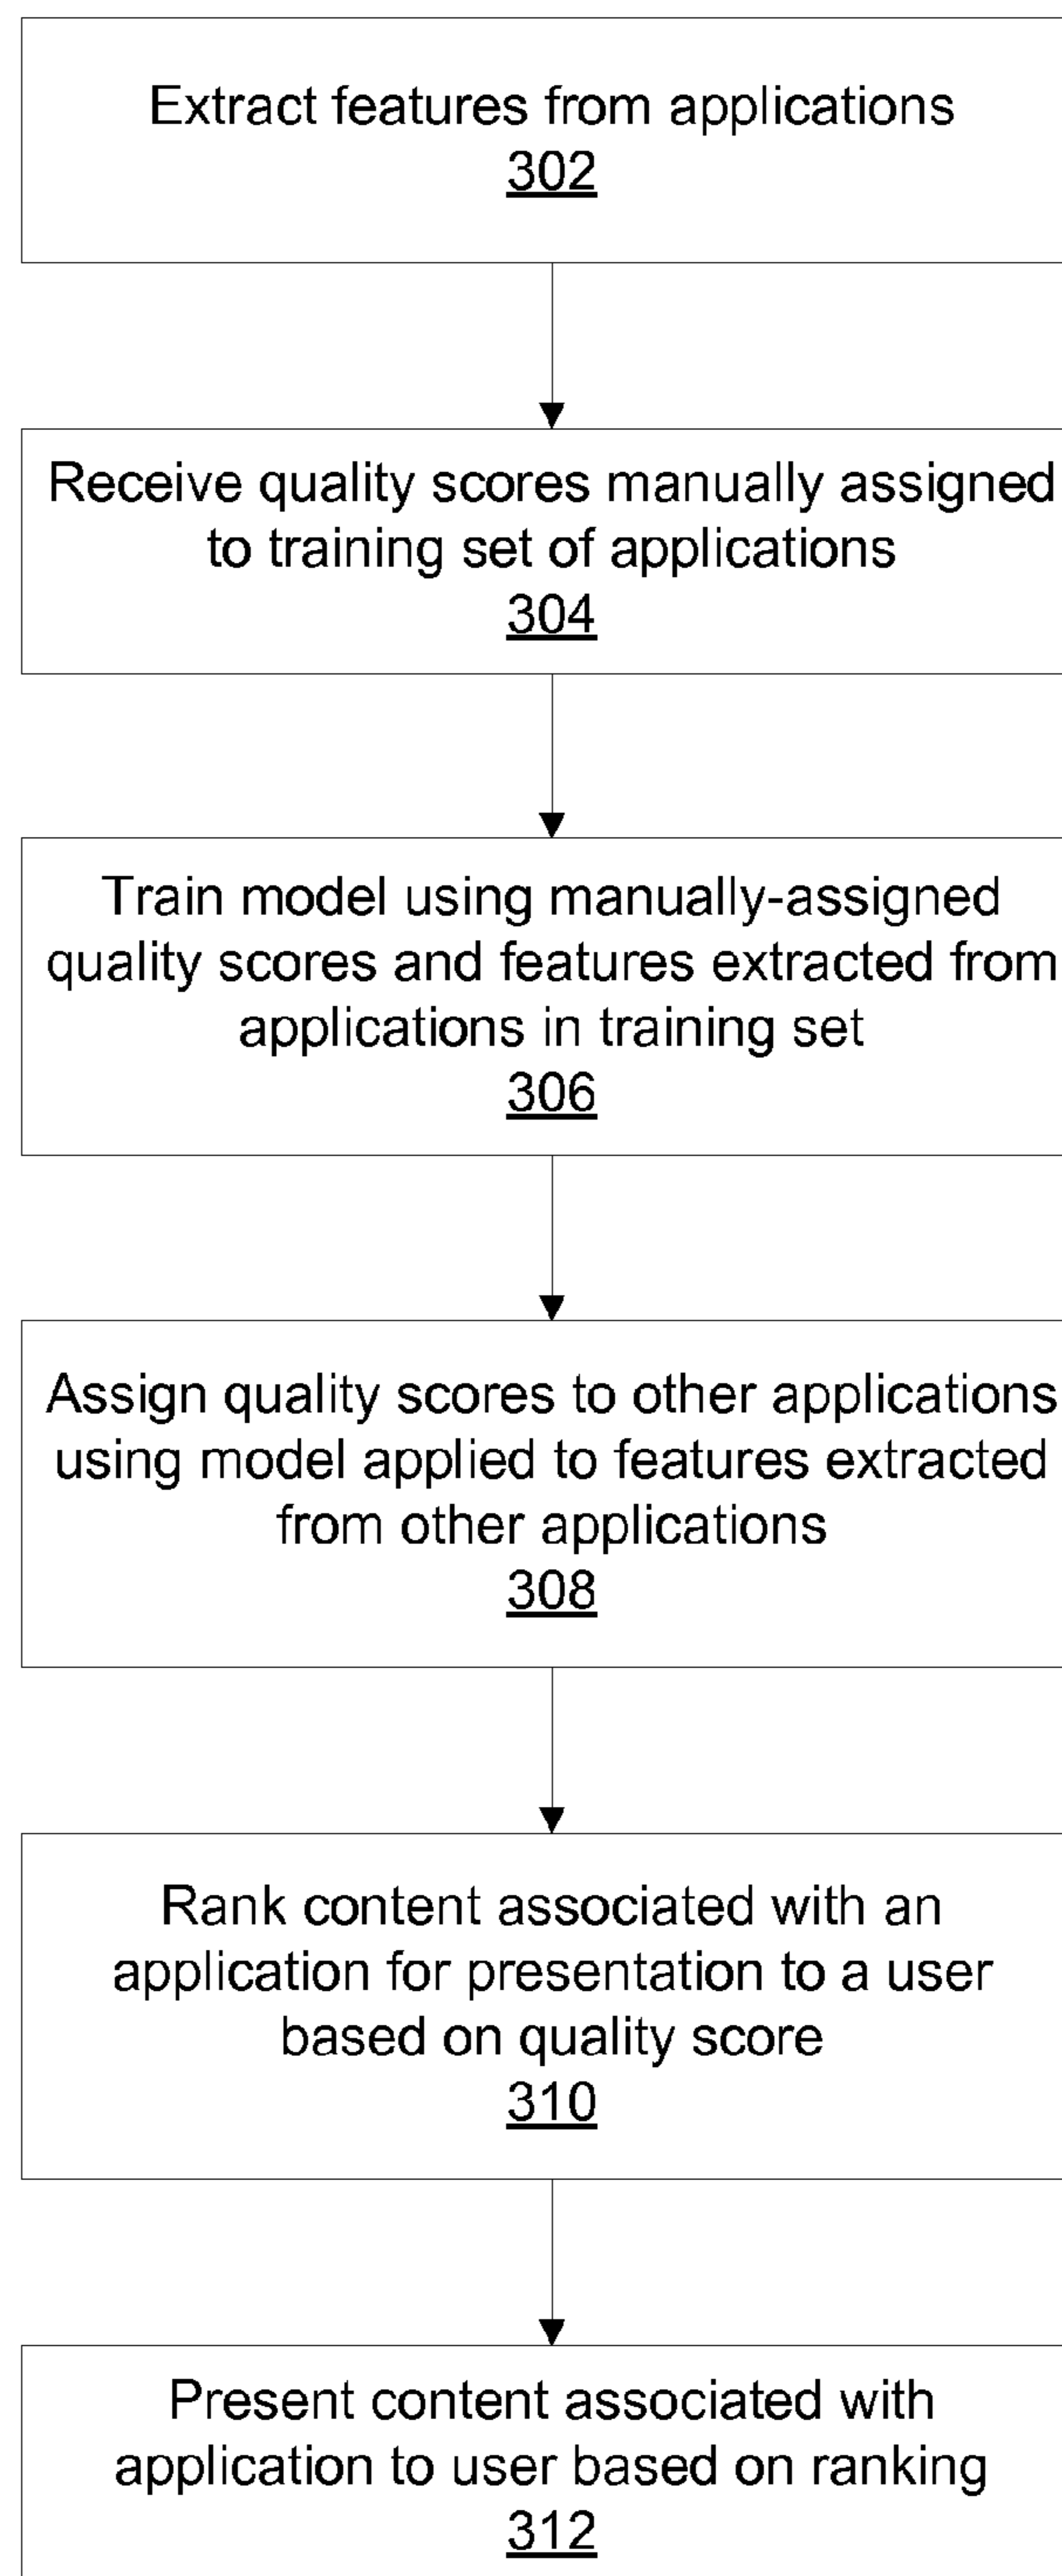 Extract features from applications
302
Receive quality scores manually assigned
to training set of applications
304
Train model using manually-assigned
quality scores and features extracted from
applications in training set
306
Assign quality scores to other applications
using model applied to features extracted
from other applications
308
Rank content associated with an
application for presentation to a user
based on quality score
310
Present content associated with
application to user based on ranking
312